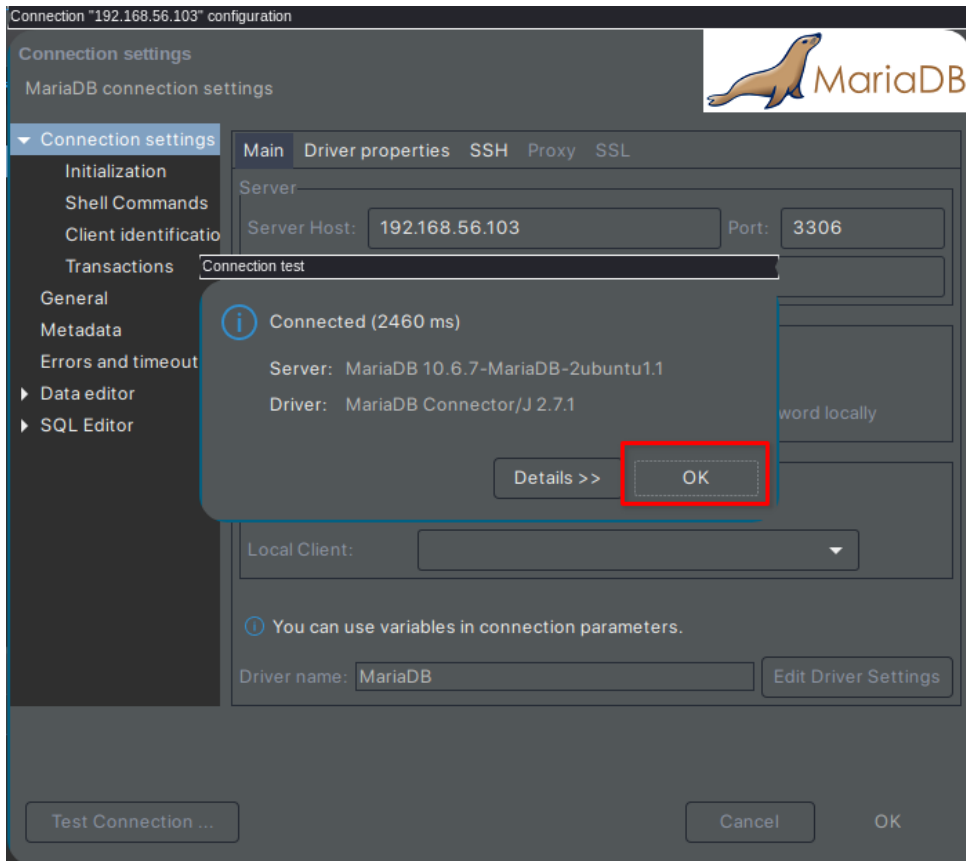 Connection "192.168.56.103" configuration
Connection settings
MariaDB connection settings
MariaDB
Connection settings
Initialization
Shell Commands
Client identificatio
Transactions
General
Metadata
Errors and timeout
Data editor
SQL Editor
Main Driver properties SSH Proxy SSL
Server
Server Host: 192.168.56.103 Port: 3306
Connection test
Connected (2460 ms)
Server: MariaDB 10.6.7-MariaDB-2ubuntu1.1
Driver: MariaDB Connector/J 2.7.1
word locally
Details >> OK
Local Client:
You can use variables in connection parameters.
Driver name: MariaDB Edit Driver Settings
Test Connection ... Cancel OK